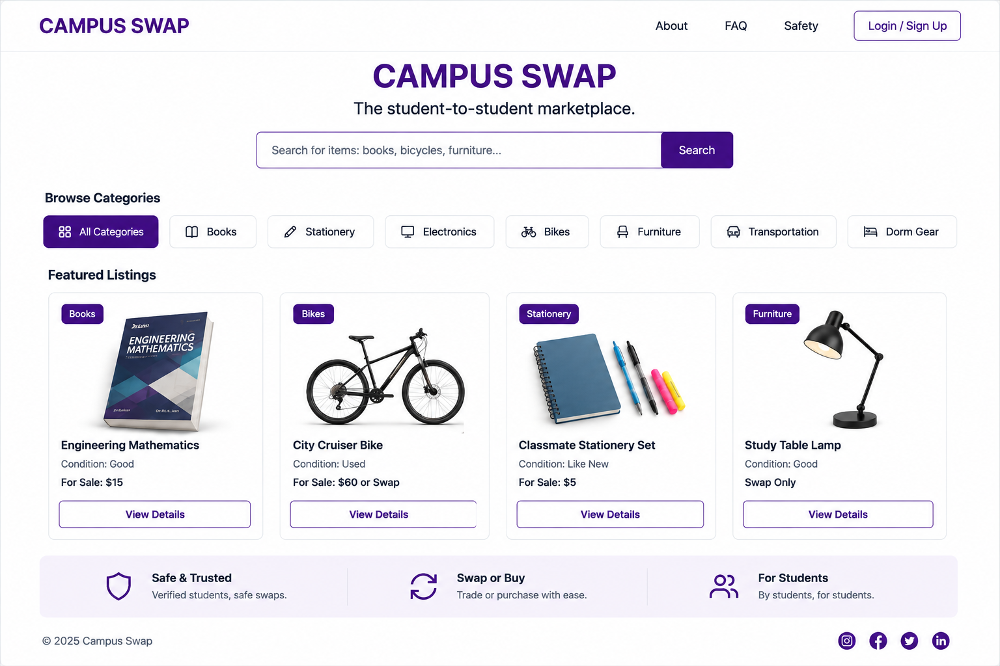 CAMPUS SWAP
About FAQ Safety Login / Sign Up
CAMPUS SWAP
The student-to-student marketplace.
Search for items: books, bicycles, furniture... Search
Browse Categories
All Categories Books Stationery Electronics Bikes Furniture Transportation Dorm Gear
Featured Listings
Books
ENGINEERING
MATHEMATICS
Engineering Mathematics
Condition: Good
For Sale: $15
View Details
Bikes
City Cruiser Bike
Condition: Used
For Sale: $60 or Swap
View Details
Stationery
Classmate Stationery Set
Condition: Like New
For Sale: $5
View Details
Furniture
Study Table Lamp
Condition: Good
Swap Only
View Details
Safe & Trusted
Verified students, safe swaps.
Swap or Buy
Trade or purchase with ease.
For Students
By students, for students.
© 2025 Campus Swap
in